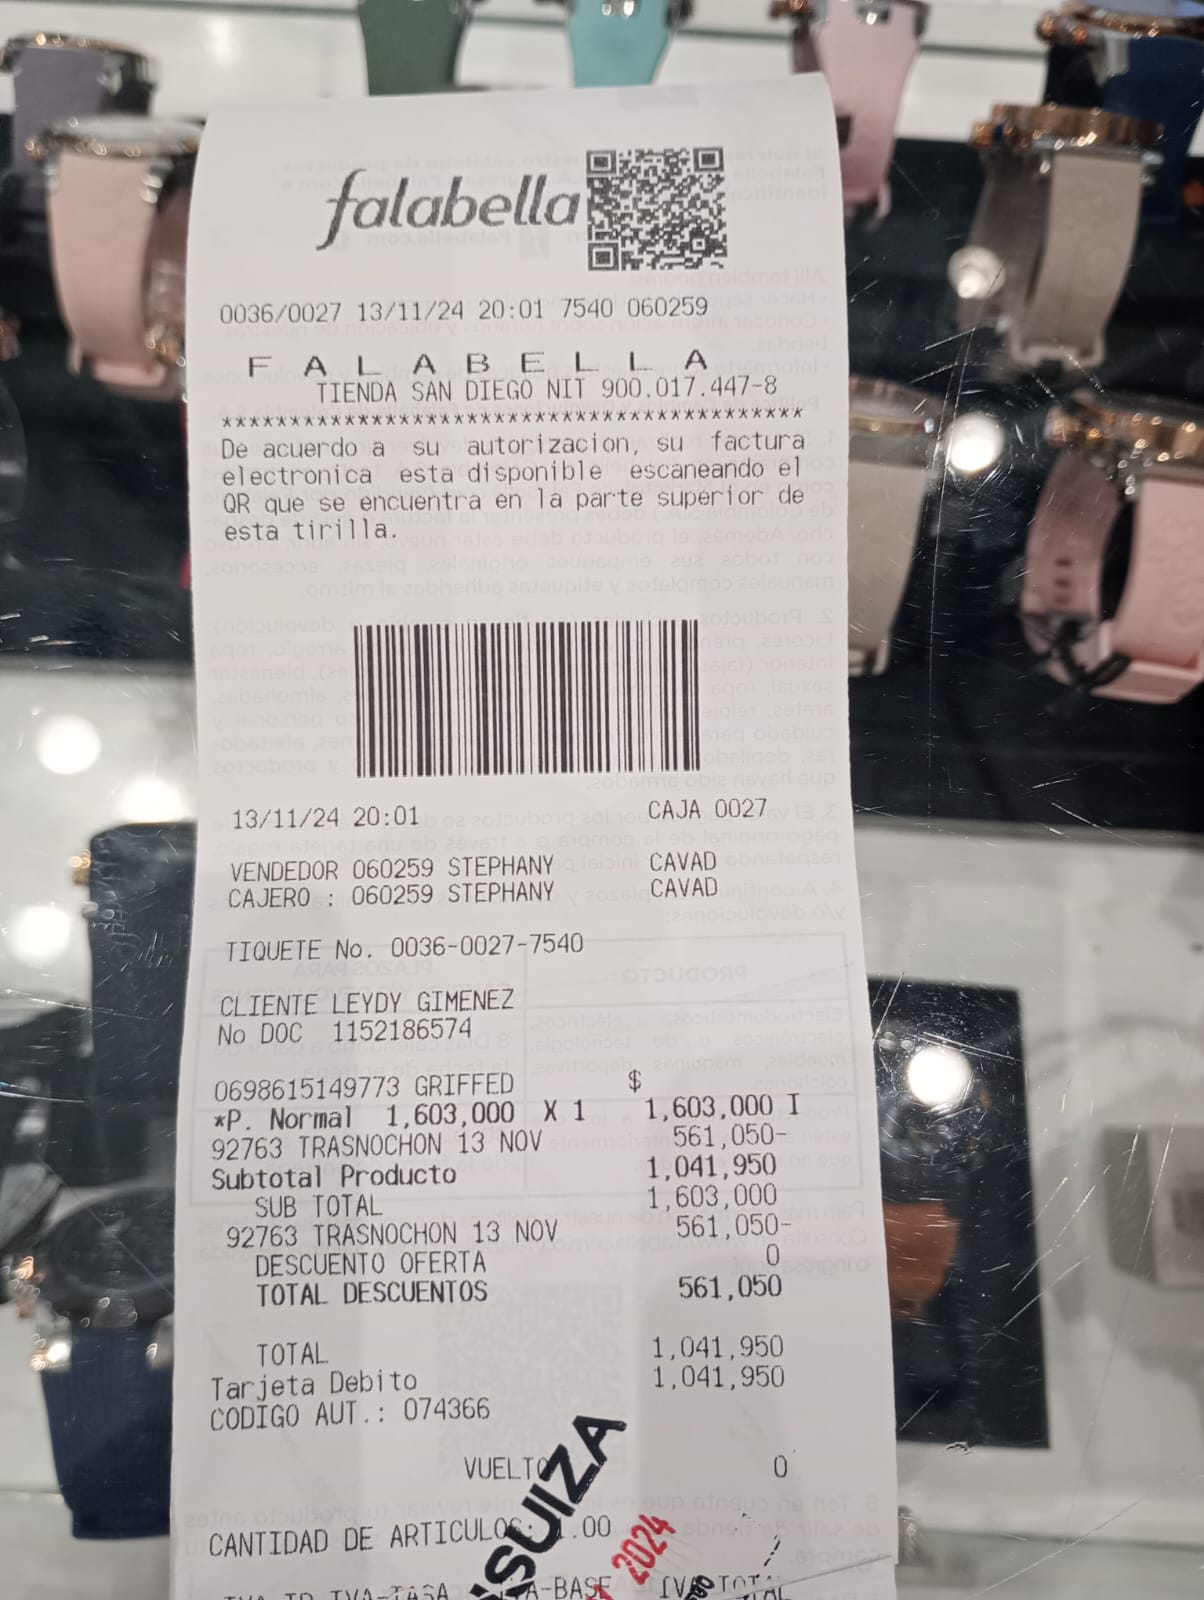 falabella
0036/0027 13/11/24 20:01 7540 060259
F A L A B E L L A
TIENDA SAN DIEGO NIT 900.017.447-8
******************************************
De acuerdo a su autorizacion, su factura
electronica esta disponible escaneando el
QR que se encuentra en la parte superior de
esta tirilla.
13/11/24 20:01 CAJA 0027
VENDEDOR 060259 STEPHANY CAVAD
CAJERO : 060259 STEPHANY CAVAD
TIQUETE No. 0036-0027-7540
CLIENTE LEYDY GIMENEZ
No DOC 1152186574
0698615149773 GRIFFED $
*P. Normal 1,603,000 X 1 1,603,000 I
92763 TRASNOCHON 13 NOV 561,050-
Subtotal Producto 1,041,950
SUB TOTAL 1,603,000
92763 TRASNOCHON 13 NOV 561,050-
DESCUENTO OFERTA 0
TOTAL DESCUENTOS 561,050
TOTAL 1,041,950
Tarjeta Debito 1,041,950
CODIGO AUT.: 074366
VUELTO 0
CANTIDAD DE ARTICULOS: 1.00
SUIZA
2024
IVA-TASA IVA TOTAL